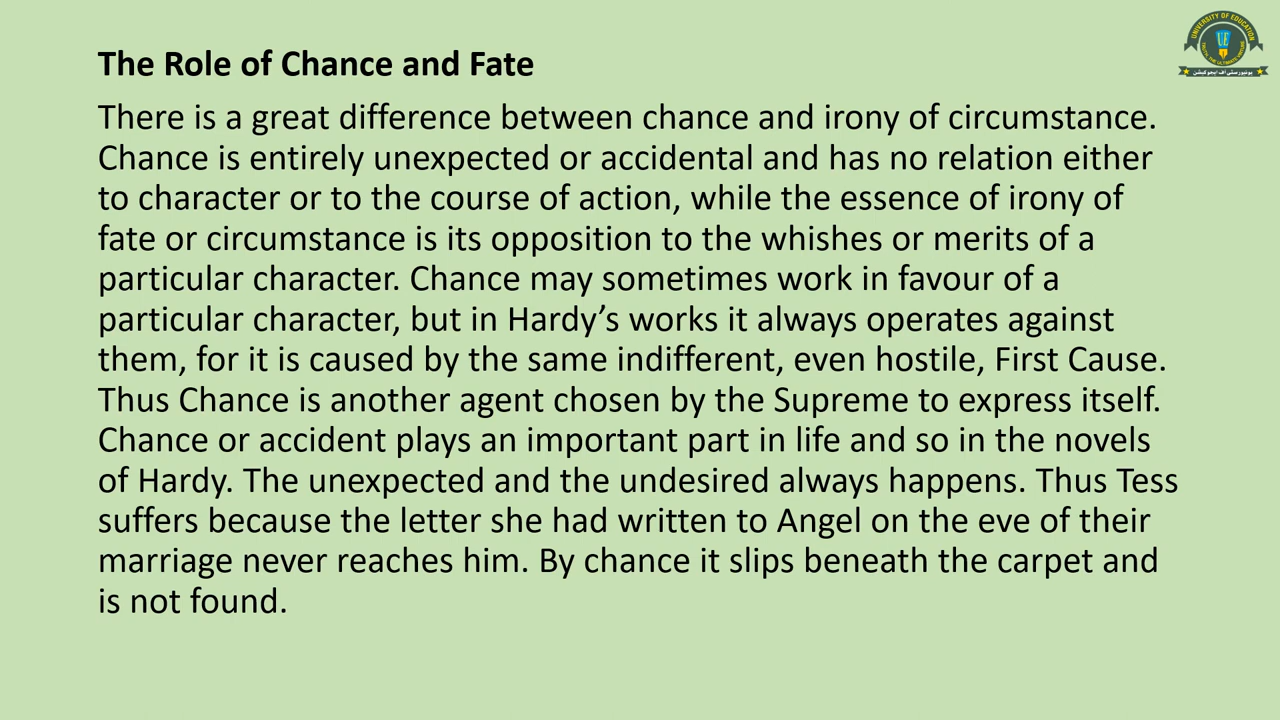 The Role of Chance and Fate
There is a great difference between chance and irony of circumstance.
Chance is entirely unexpected or accidental and has no relation either
to character or to the course of action, while the essence of irony of
fate or circumstance is its opposition to the whishes or merits of a
particular character. Chance may sometimes work in favour of a
particular character, but in Hardy’s works it always operates against
them, for it is caused by the same indifferent, even hostile, First Cause.
Thus Chance is another agent chosen by the Supreme to express itself.
Chance or accident plays an important part in life and so in the novels
of Hardy. The unexpected and the undesired always happens. Thus Tess
suffers because the letter she had written to Angel on the eve of their
marriage never reaches him. By chance it slips beneath the carpet and
is not found.
UNIVERSITY OF EDUCATION
UE
یونیورسٹی آف ایجوکیشن